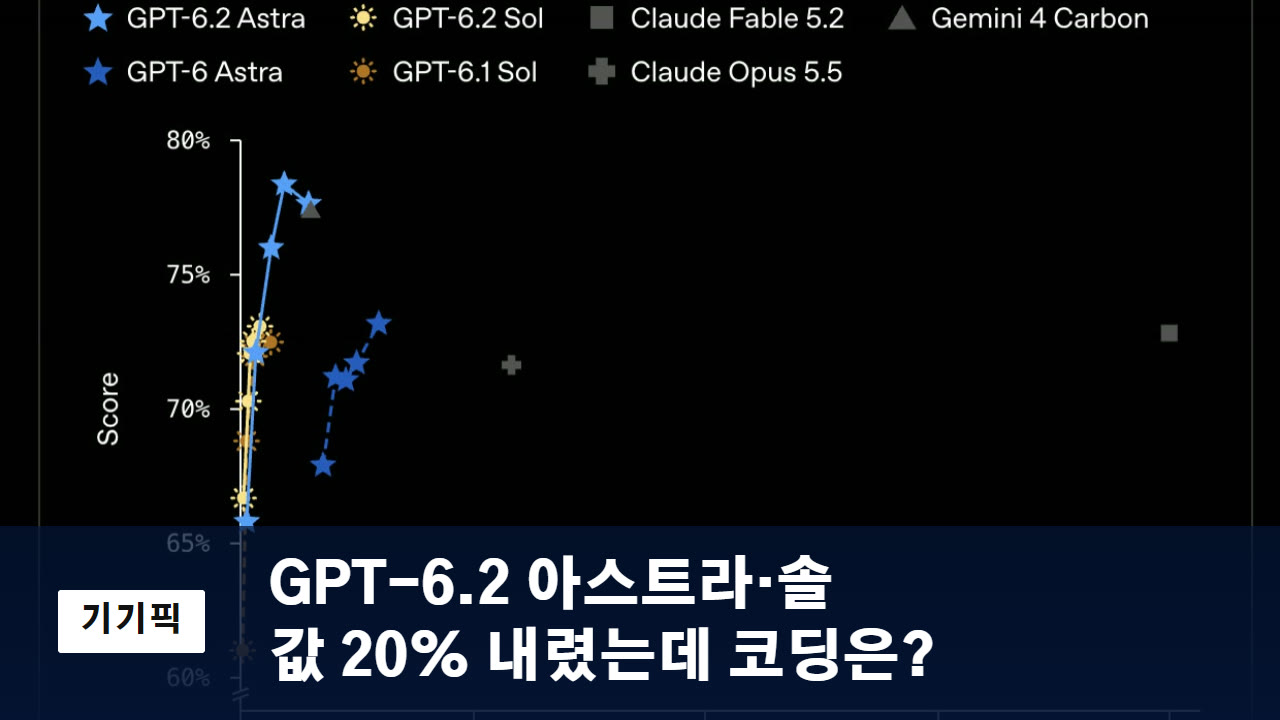 GPT-6.2 Astra GPT-6.2 Sol Claude Fable 5.2 Gemini 4 Carbon
GPT-6 Astra GPT-6.1 Sol Claude Opus 5.5
80%
75%
Score
70%
65%
60%
기기픽
GPT-6.2 아스트라·솔
값 20% 내렸는데 코딩은?